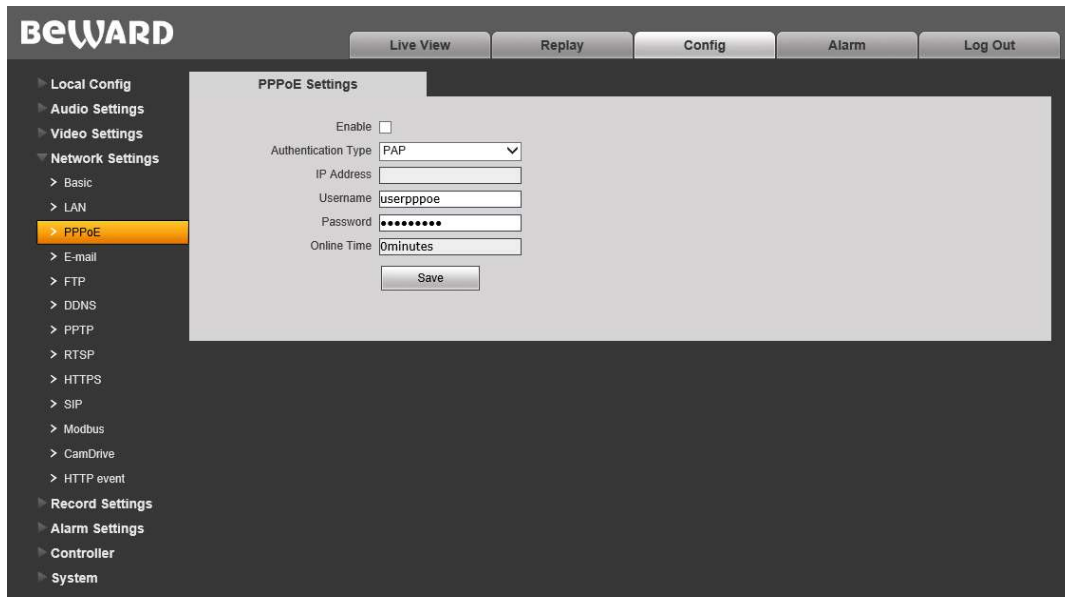 BEWARD
Live View Replay Config Alarm Log Out
Local Config
Audio Settings
Video Settings
Network Settings
> Basic
> LAN
> PPPoE
> E-mail
> FTP
> DDNS
> PPTP
> RTSP
> HTTPS
> SIP
> Modbus
> CamDrive
> HTTP event
Record Settings
Alarm Settings
Controller
System
PPPoE Settings
Enable
Authentication Type PAP
IP Address
Username userpppoe
Password •••••••••
Online Time 0minutes
Save